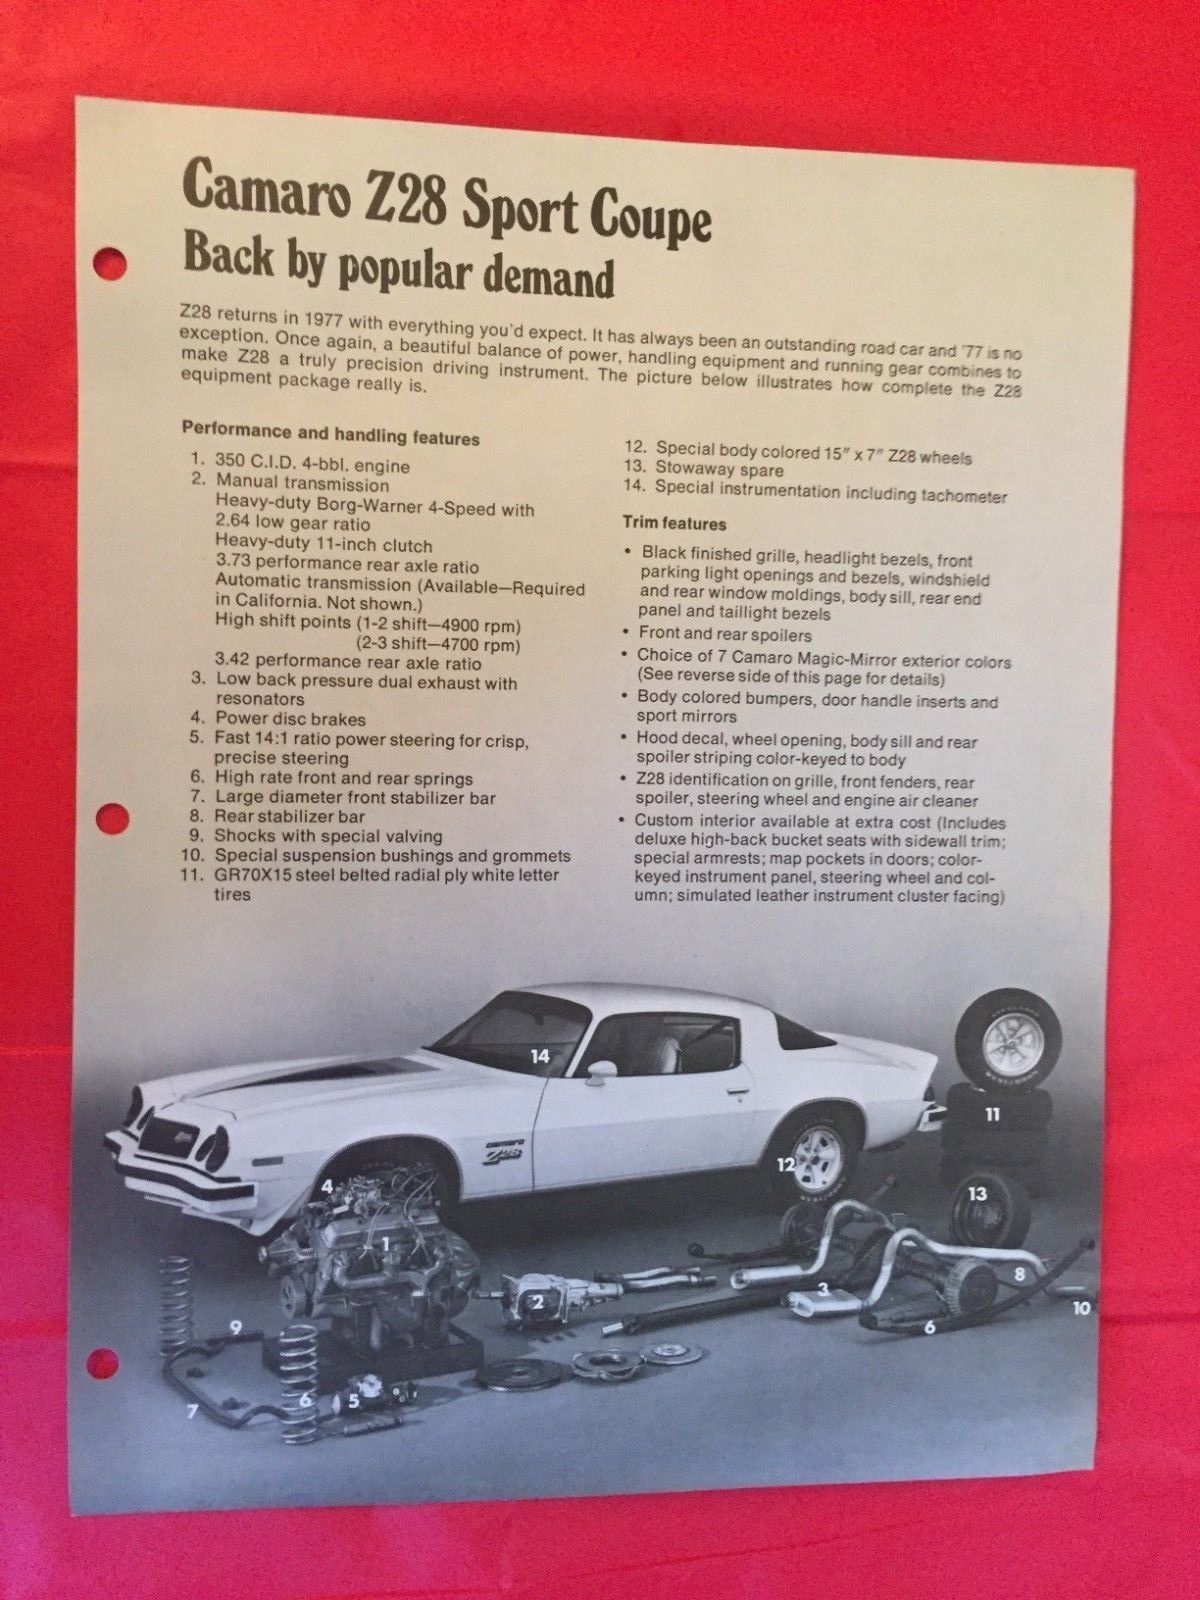 Camaro Z28 Sport Coupe
Back by popular demand
Z28 returns in 1977 with everything you'd expect. It has always been an outstanding road car and '77 is no
exception. Once again, a beautiful balance of power, handling equipment and running gear combines to
make Z28 a truly precision driving instrument. The picture below illustrates how complete the Z28
equipment package really is.
Performance and handling features
1. 350 C.I.D. 4-bbl. engine
2. Manual transmission
Heavy-duty Borg-Warner 4-Speed with
2.64 low gear ratio
Heavy-duty 11-inch clutch
3.73 performance rear axle ratio
Automatic transmission (Available—Required
in California. Not shown.)
High shift points (1-2 shift—4900 rpm)
(2-3 shift—4700 rpm)
3.42 performance rear axle ratio
3. Low back pressure dual exhaust with
resonators
4. Power disc brakes
5. Fast 14:1 ratio power steering for crisp,
precise steering
6. High rate front and rear springs
7. Large diameter front stabilizer bar
8. Rear stabilizer bar
9. Shocks with special valving
10. Special suspension bushings and grommets
11. GR70X15 steel belted radial ply white letter
tires
12. Special body colored 15" x 7" Z28 wheels
13. Stowaway spare
14. Special instrumentation including tachometer
Trim features
• Black finished grille, headlight bezels, front
parking light openings and bezels, windshield
and rear window moldings, body sill, rear end
panel and taillight bezels
• Front and rear spoilers
• Choice of 7 Camaro Magic-Mirror exterior colors
(See reverse side of this page for details)
• Body colored bumpers, door handle inserts and
sport mirrors
• Hood decal, wheel opening, body sill and rear
spoiler striping color-keyed to body
• Z28 identification on grille, front fenders, rear
spoiler, steering wheel and engine air cleaner
• Custom interior available at extra cost (Includes
deluxe high-back bucket seats with sidewall trim;
special armrests; map pockets in doors; color-
keyed instrument panel, steering wheel and col-
umn; simulated leather instrument cluster facing)
14
11
camaro
Z28
12
4
13
1
8
3
2
10
9
6
6
5
7